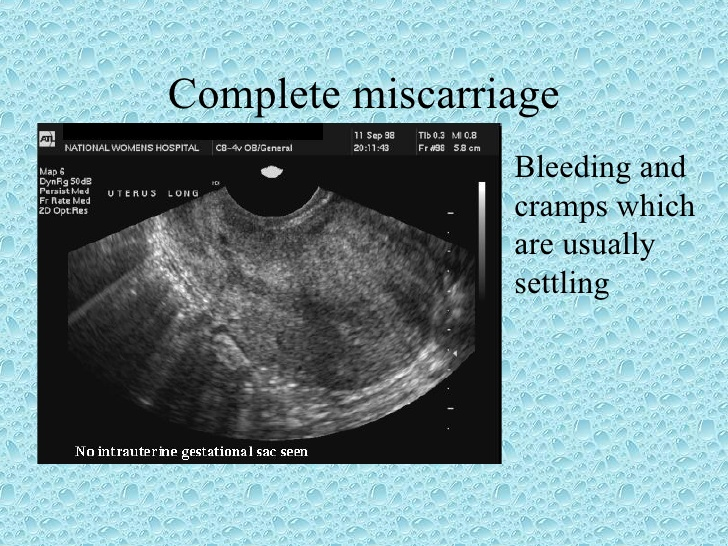 Complete miscarriage
ATL
NATIONAL WOMENS HOSPITAL C8-4v OB/General
11 Sep 98 TIb 0.3 MI 0.8
20:11:43 Fr #98 5.8 cm
Map 6
DynRg 50dB
Persist Med
Fr Rate Med
2D Opt:Res
UTERUS LONG
No intrauterine gestational sac seen
Bleeding and
cramps which
are usually
settling